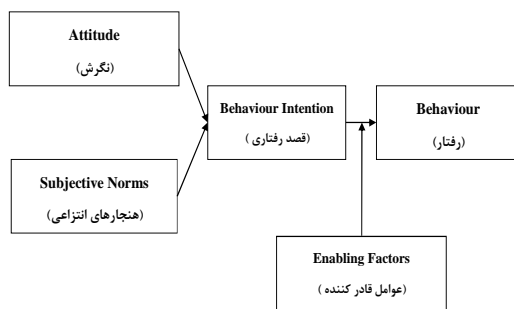 Attitude
(نگرش)
Behaviour Intention
(قصد رفتاری )
Behaviour
(رفتار)
Subjective Norms
(هنجارهای انتزاعی)
Enabling Factors
(عوامل قادر کننده )